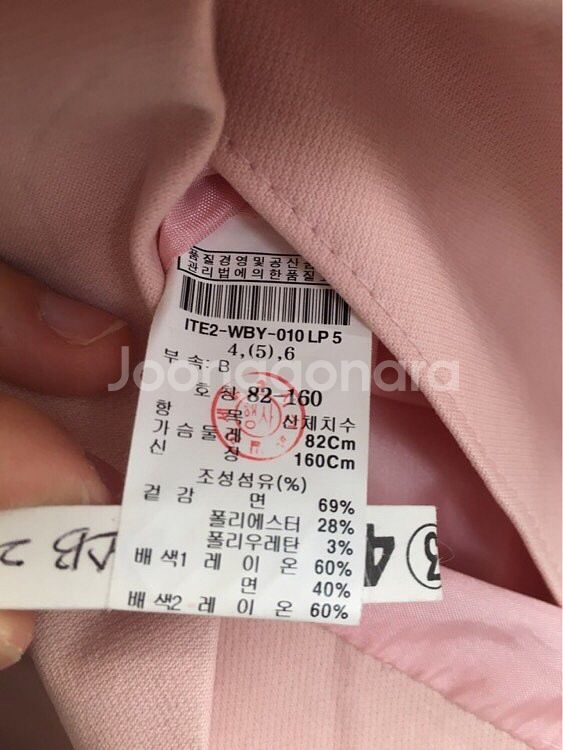 품질경영및공산
관리법에의한품질
ITE2-WBY-010 LP 5
4,(5),6
부 속: B
Joonggonara
호 칭 82-160
항 목 신체치수
가슴둘레 82Cm
신 장 160Cm
조성섬유(%)
겉감 면 69%
폴리에스터 28%
폴리우레탄 3%
배색1 레 이 온 60%
면 40%
배색2 레 이 온 60%
③4